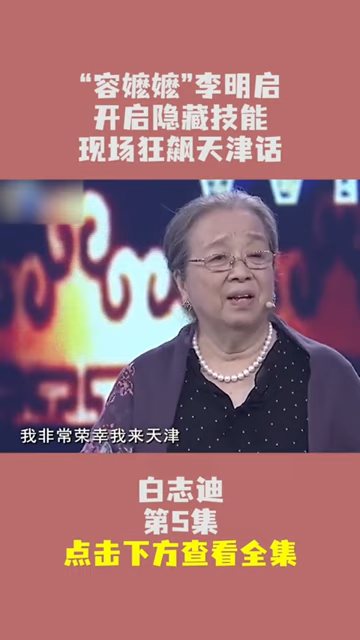 “容嬷嬷”李明启
开启隐藏技能
现场狂飙天津话
我非常荣幸我来天津
白志迪
第5集
点击下方查看全集